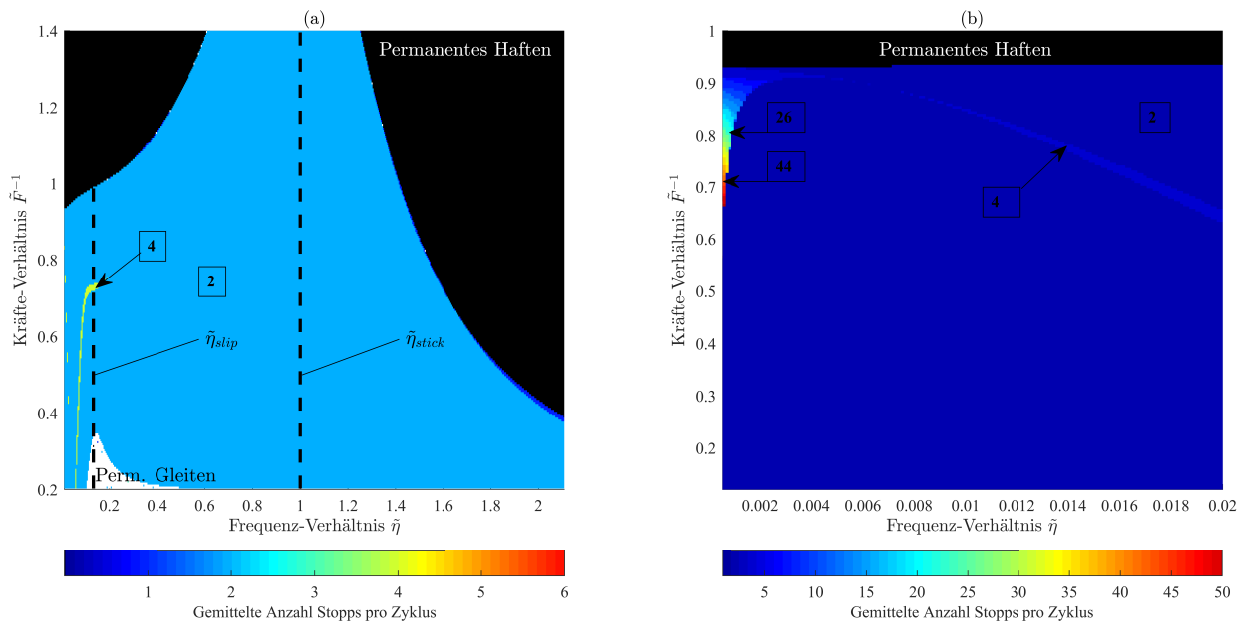 (a)
1.4
1.2
1
0.8
0.6
0.4
0.2
Kräfte-Verhältnis F̃⁻¹
Permanentes Haften
4
2
η̃_slip
η̃_stick
Perm. Gleiten
0.2 0.4 0.6 0.8 1 1.2 1.4 1.6 1.8 2
Frequenz-Verhältnis η̃
1 2 3 4 5 6
Gemittelte Anzahl Stopps pro Zyklus
(b)
1
0.9
0.8
0.7
0.6
0.5
0.4
0.3
0.2
Kräfte-Verhältnis F̃⁻¹
Permanentes Haften
26
2
44
4
0.002 0.004 0.006 0.008 0.01 0.012 0.014 0.016 0.018 0.02
Frequenz-Verhältnis η̃
5 10 15 20 25 30 35 40 45 50
Gemittelte Anzahl Stopps pro Zyklus